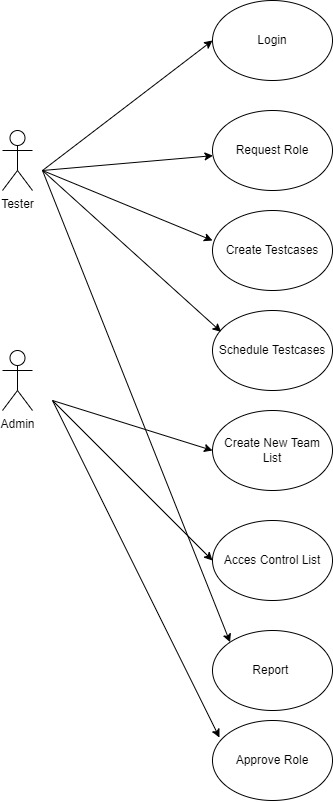 Login
Request Role
Tester
Create Testcases
Schedule Testcases
Admin
Create New Team
List
Acces Control List
Report
Approve Role